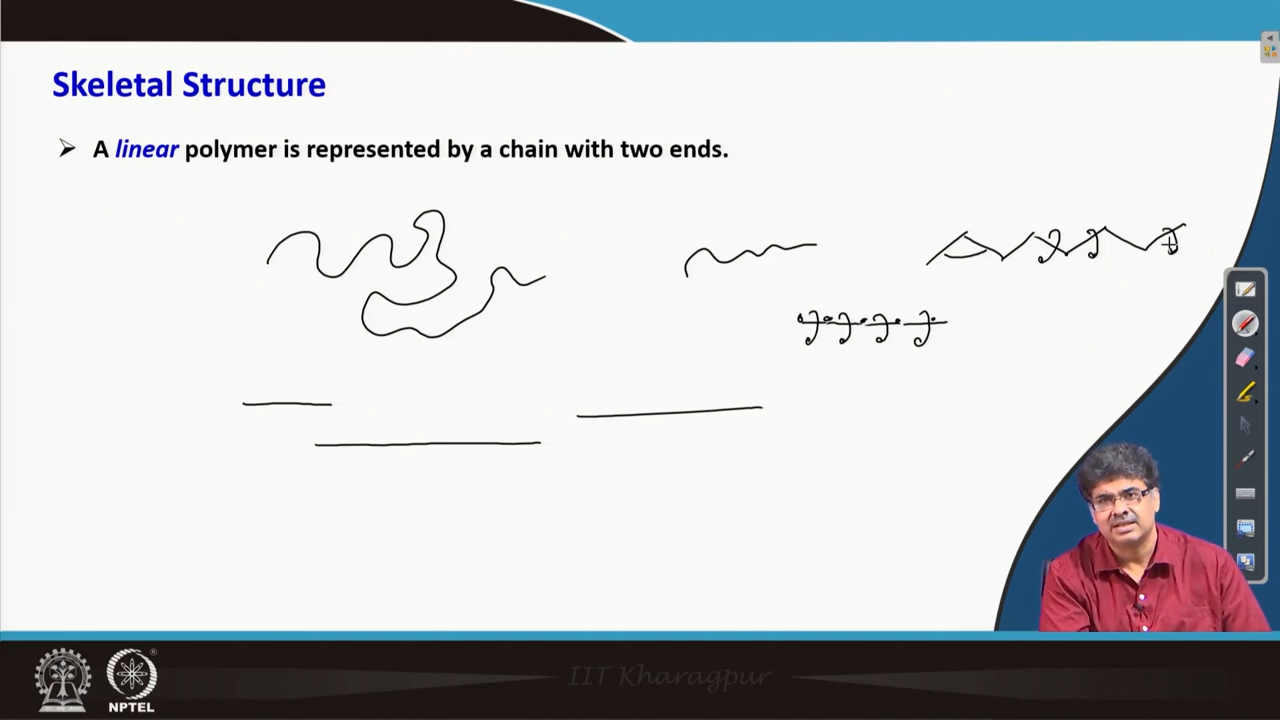 Skeletal Structure
➢ A linear polymer is represented by a chain with two ends.
IIT Kharagpur
NPTEL
®